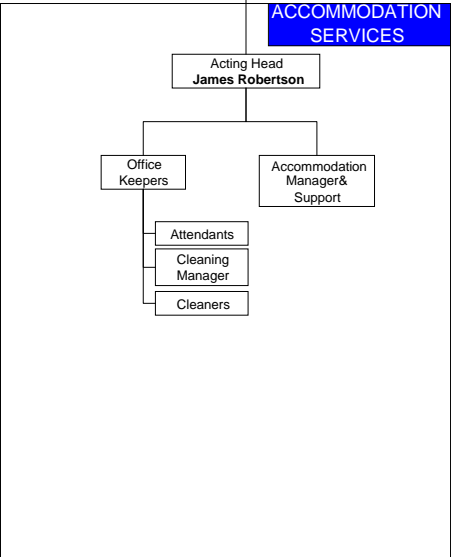 ACCOMMODATION
SERVICES
Acting Head
James Robertson
Office
Keepers
Accommodation
Manager&
Support
Attendants
Cleaning
Manager
Cleaners